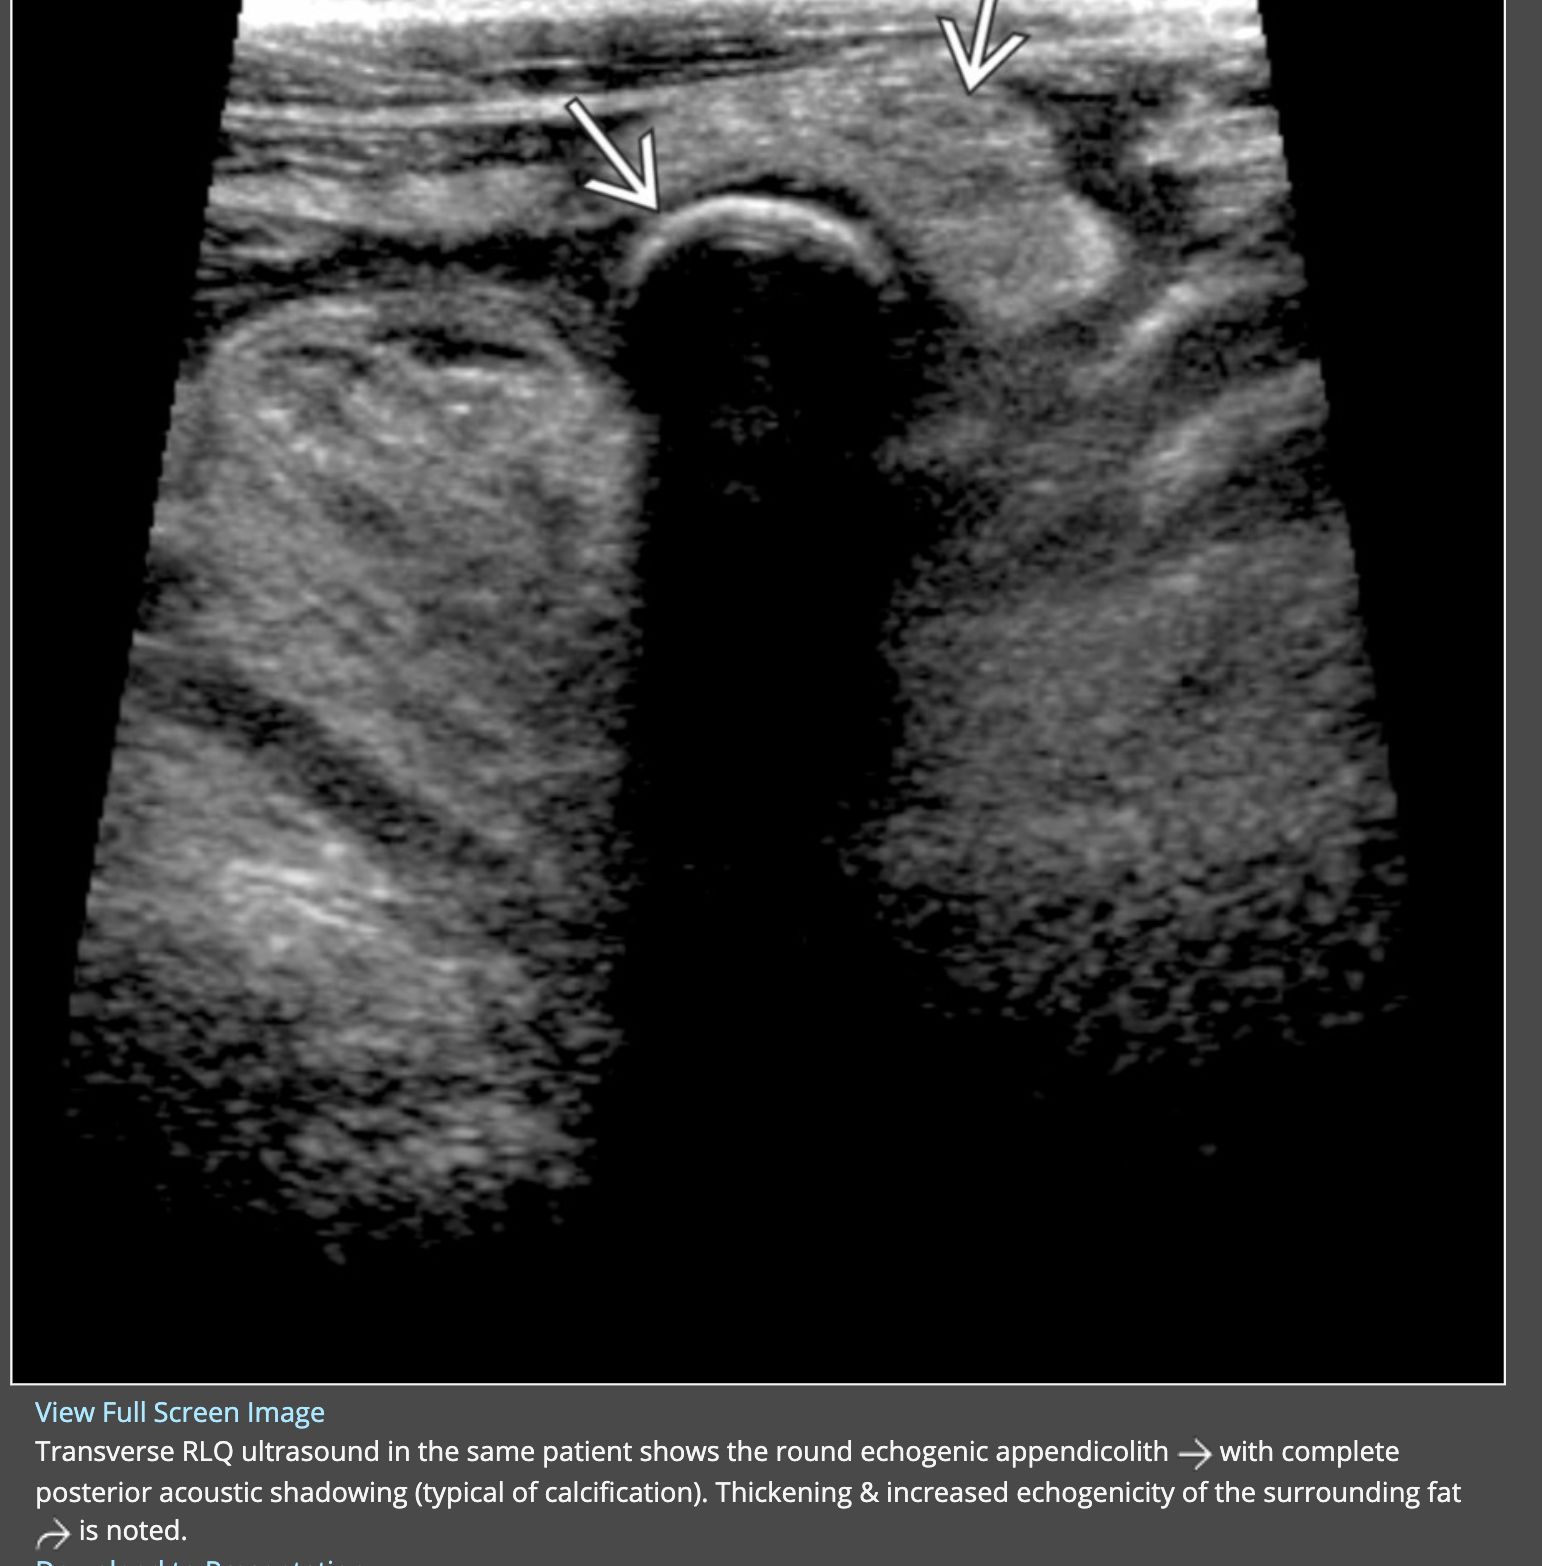 View Full Screen Image
Transverse RLQ ultrasound in the same patient shows the round echogenic appendicolith → with complete
posterior acoustic shadowing (typical of calcification). Thickening & increased echogenicity of the surrounding fat
⤼ is noted.